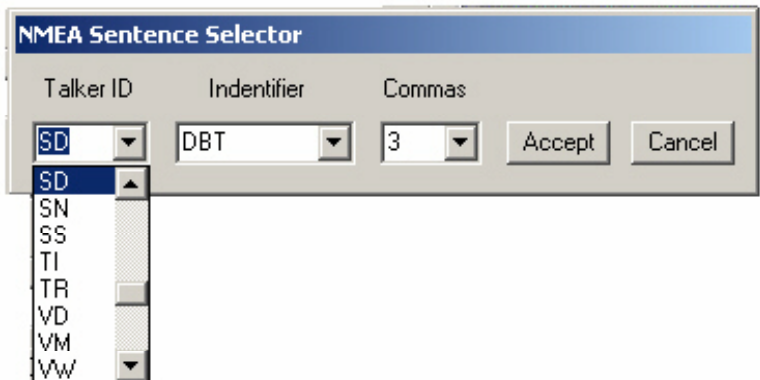 NMEA Sentence Selector
Talker ID Indentifier Commas
SD DBT 3 Accept Cancel
SD
SN
SS
TI
TR
VD
VM
VW